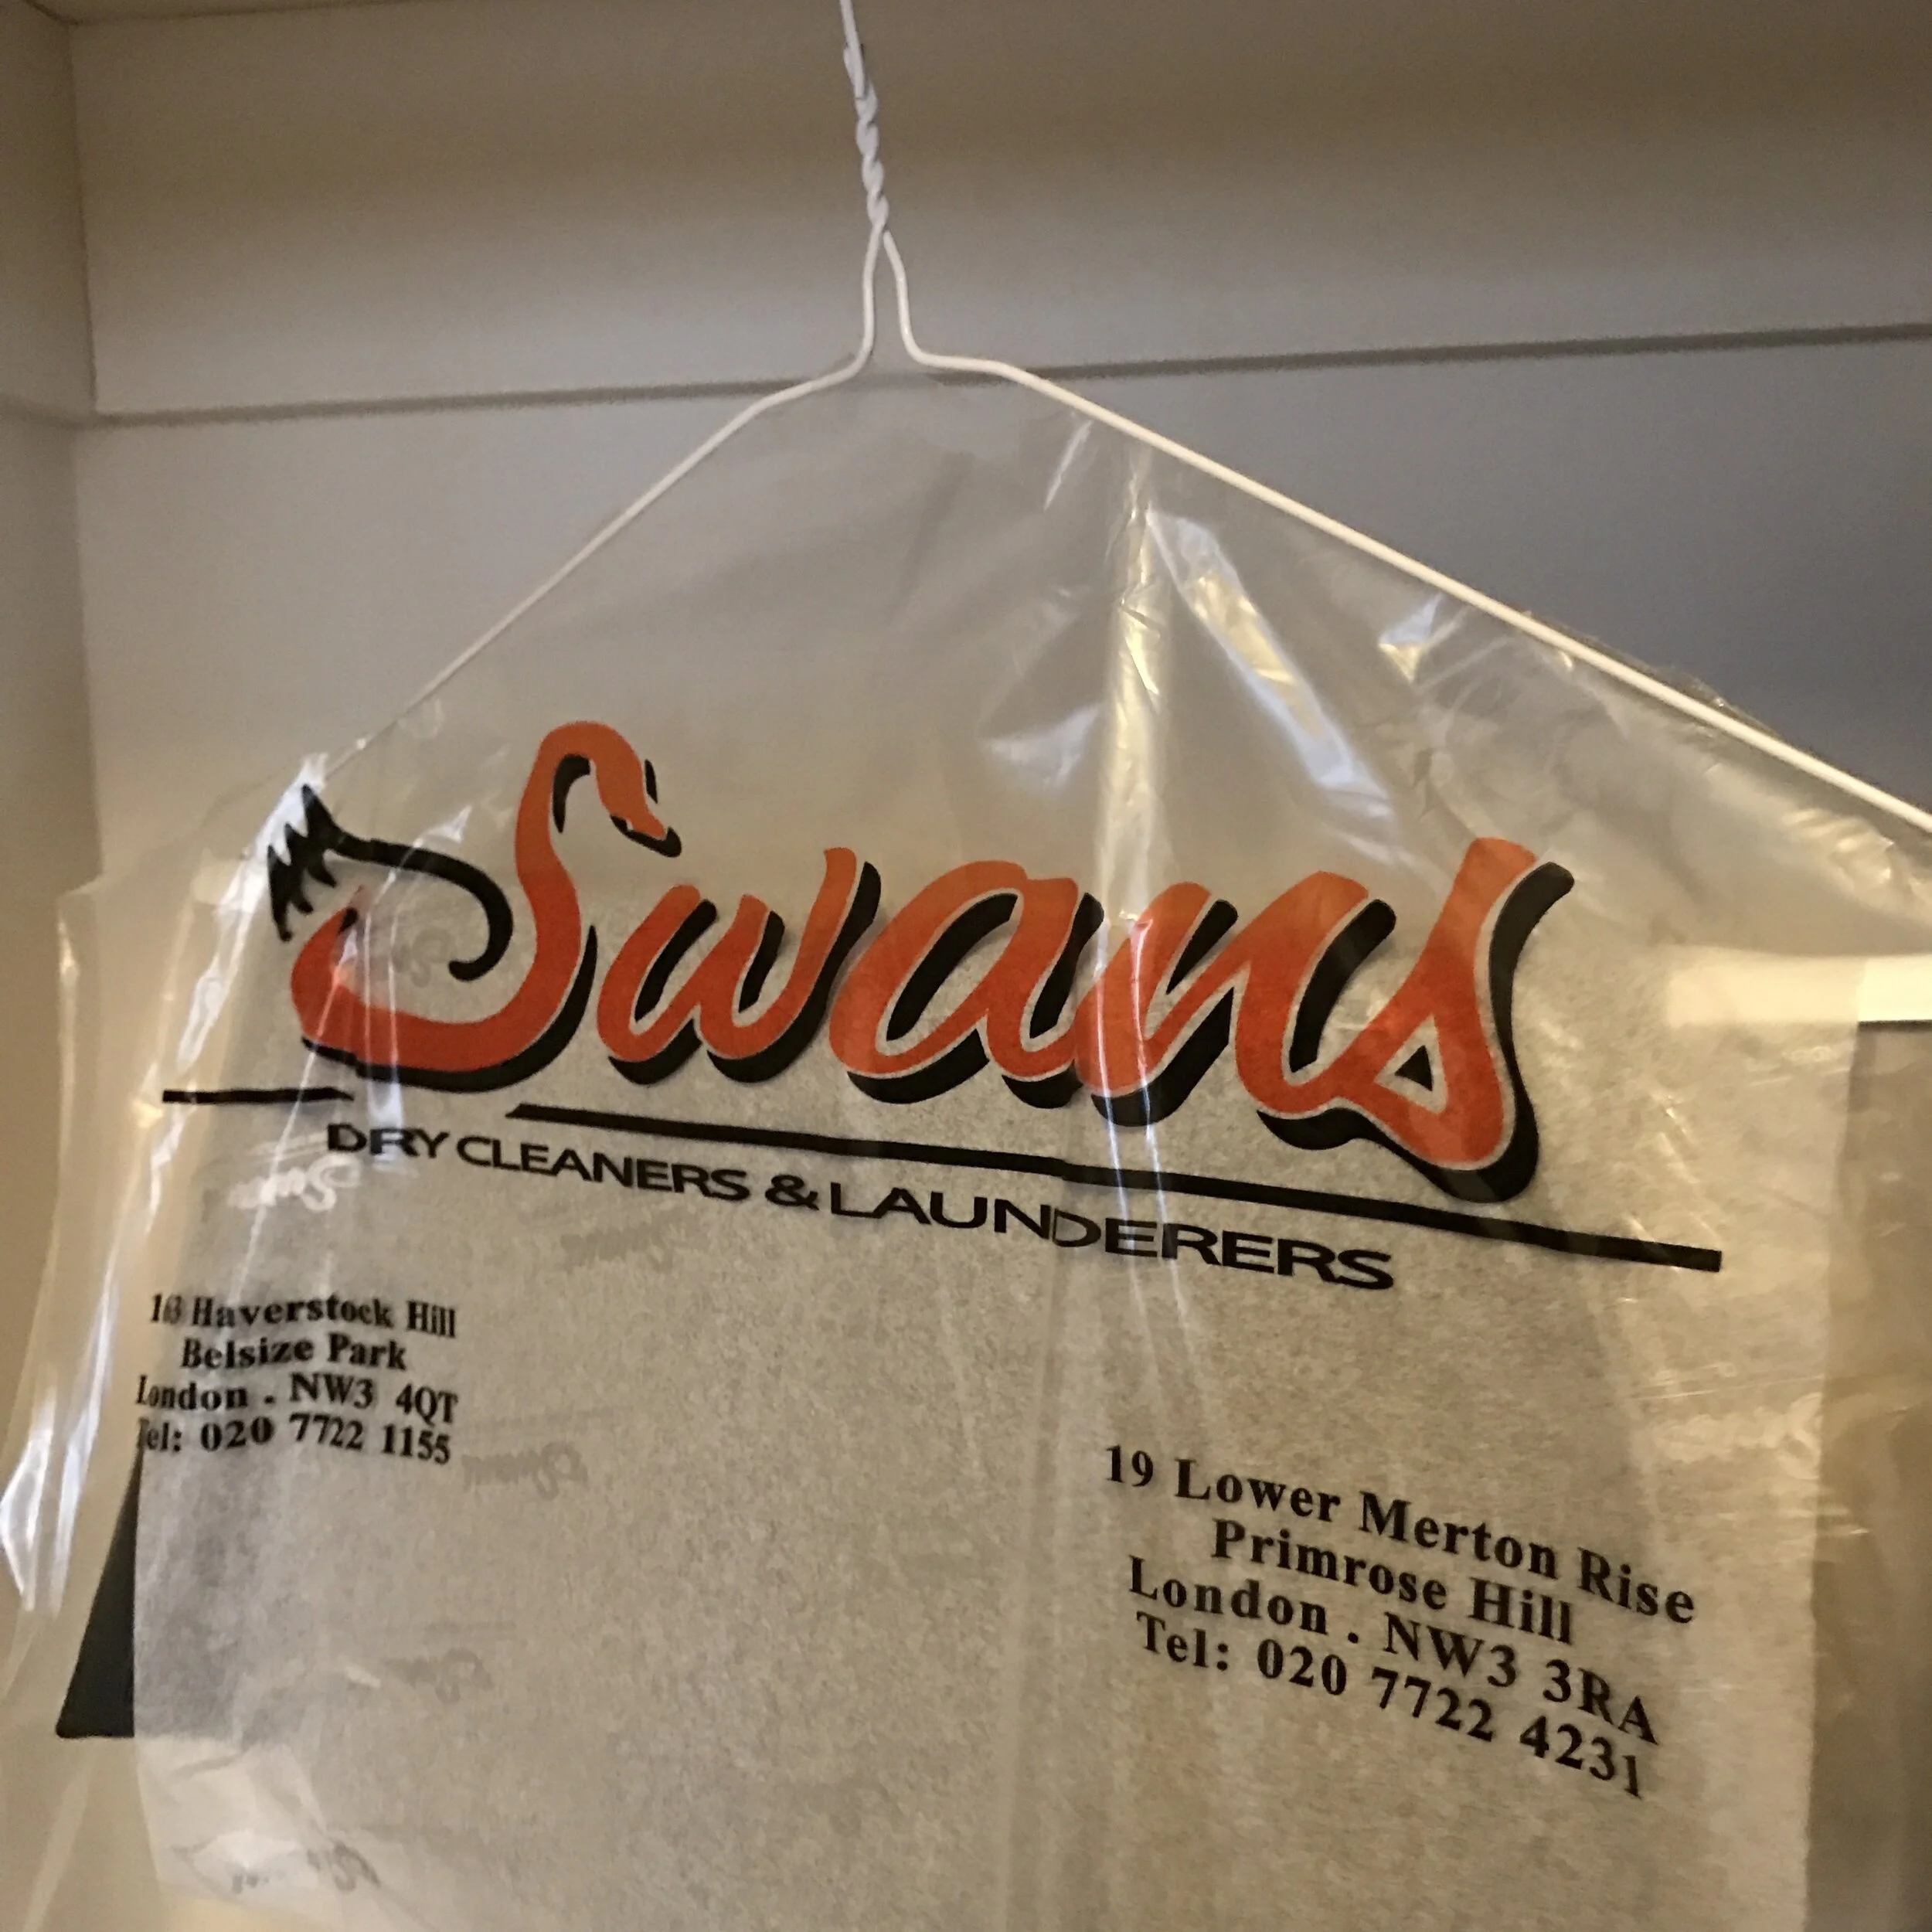 Swans
DRY CLEANERS & LAUNDERERS
Haverstock Hill
Belsize Park
London . NW3 4QT
Tel: 020 7722 1155
19 Lower Merton Rise
Primrose Hill
London . NW3 3RA
Tel: 020 7722 4231